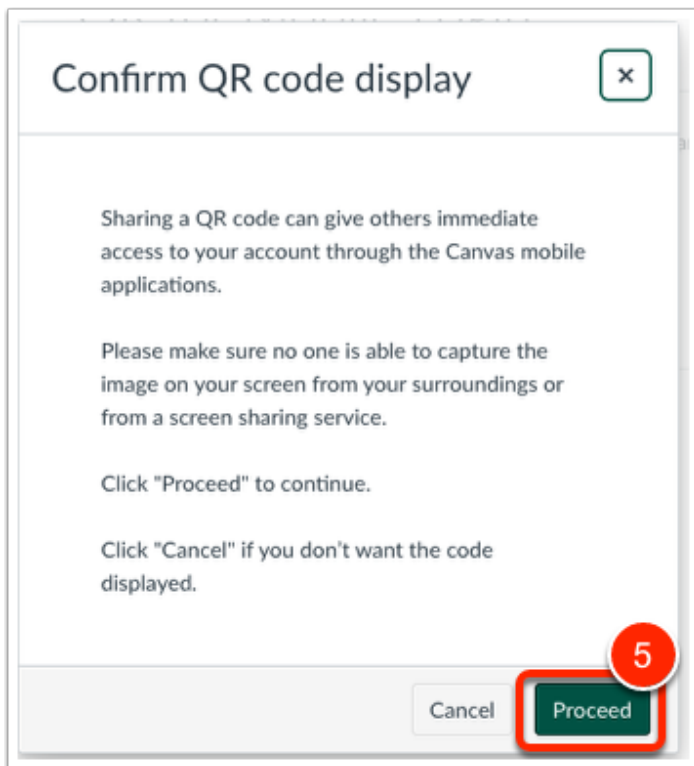 Confirm QR code display
×
Sharing a QR code can give others immediate
access to your account through the Canvas mobile
applications.
Please make sure no one is able to capture the
image on your screen from your surroundings or
from a screen sharing service.
Click "Proceed" to continue.
Click "Cancel" if you don't want the code
displayed.
5
Cancel Proceed